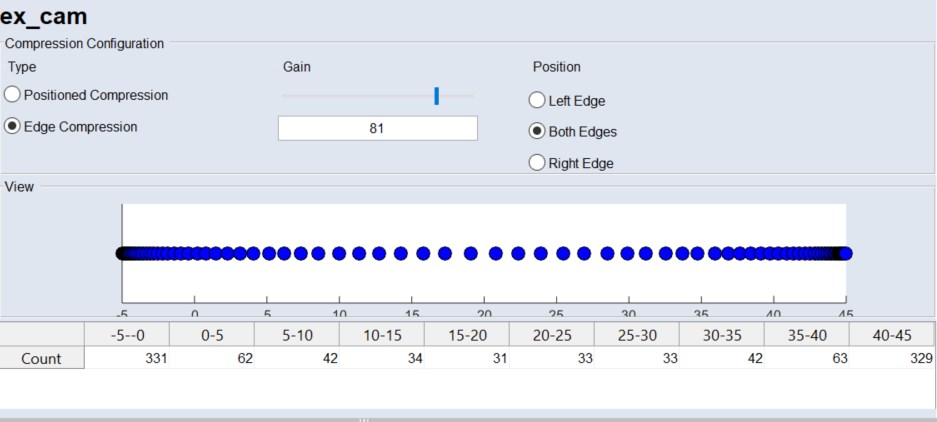 ex_cam
Compression Configuration
Type Gain Position
Positioned Compression
Left Edge
Edge Compression 81 Both Edges
Right Edge
View
-5 0 5 10 15 20 25 30 35 40 45
-5--0 0-5 5-10 10-15 15-20 20-25 25-30 30-35 35-40 40-45
Count 331 62 42 34 31 33 33 42 63 329